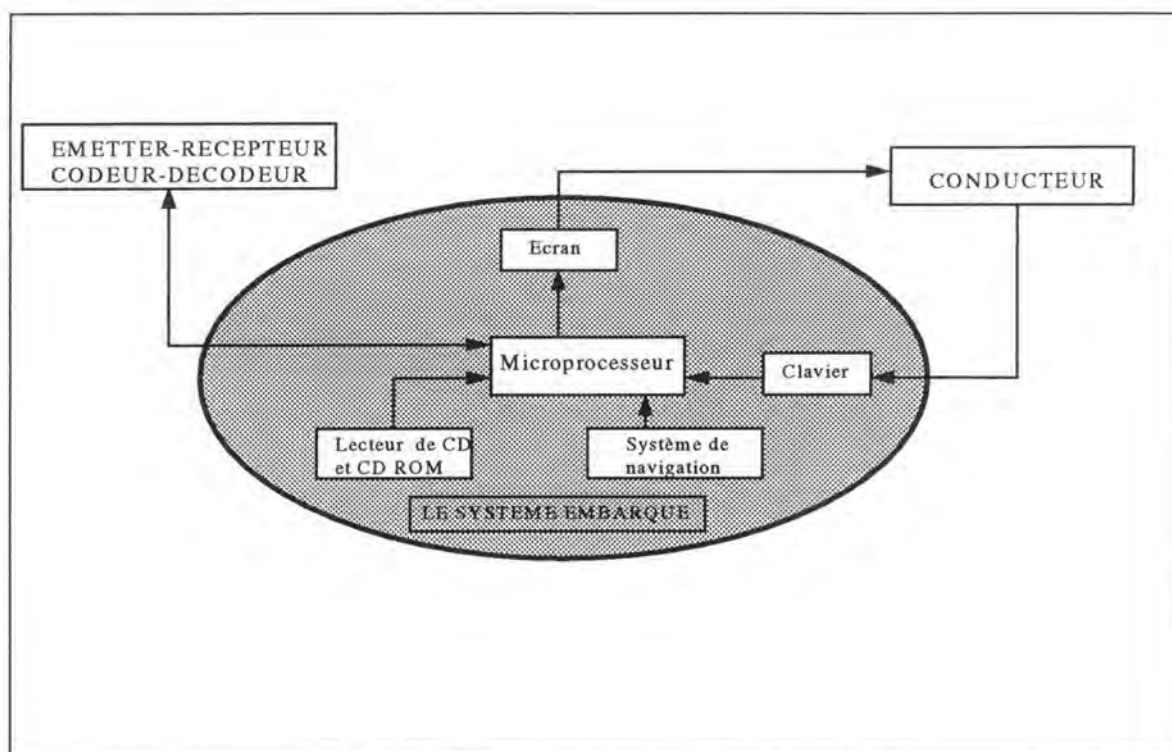 EMETTER-RECEPTEUR
CODEUR-DECODEUR
CONDUCTEUR
Ecran
Microprocesseur
Clavier
Lecteur de CD
et CD ROM
Système de
navigation
LE SYSTEME EMBARQUE